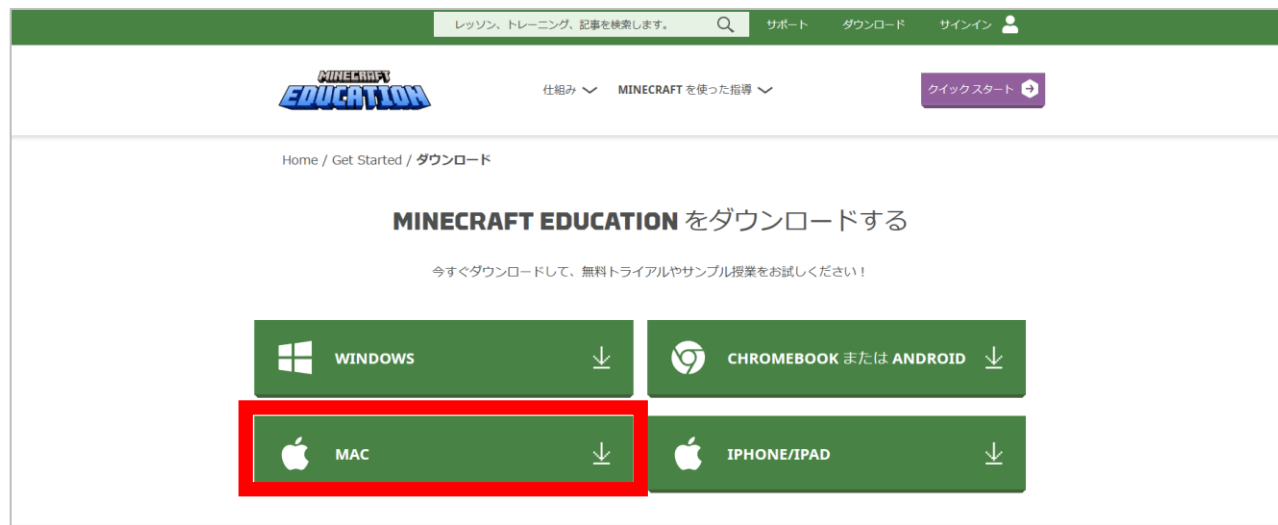 レッソン、トレーニング、記事を検索します。 サポート ダウンロード サインイン
MINECRAFT
EDUCATION
仕組み MINECRAFT を使った指導 クイック スタート
Home / Get Started / ダウンロード
MINECRAFT EDUCATION をダウンロードする
今すぐダウンロードして、無料トライアルやサンプル授業をお試しください！
WINDOWS CHROMEBOOK または ANDROID
MAC IPHONE/IPAD